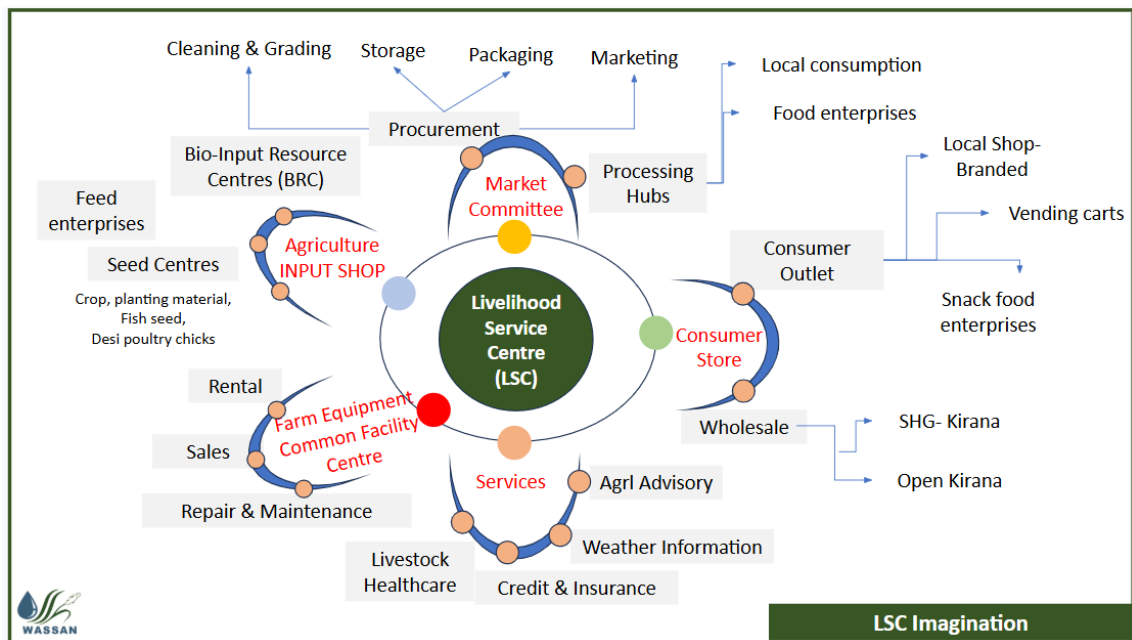 Cleaning & Grading
Storage
Packaging
Marketing
Local consumption
Food enterprises
Procurement
Bio-Input Resource
Centres (BRC)
Market
Committee
Processing
Hubs
Local Shop-
Branded
Vending carts
Feed
enterprises
Agriculture
INPUT SHOP
Seed Centres
Crop, planting material,
Fish seed,
Desi poultry chicks
Consumer
Outlet
Snack food
enterprises
Livelihood
Service
Centre
(LSC)
Consumer
Store
Rental
Farm Equipment
Common Facility
Centre
Sales
Repair & Maintenance
Wholesale
SHG- Kirana
Open Kirana
Services
Agrl Advisory
Weather Information
Livestock
Healthcare
Credit & Insurance
WASSAN
LSC Imagination